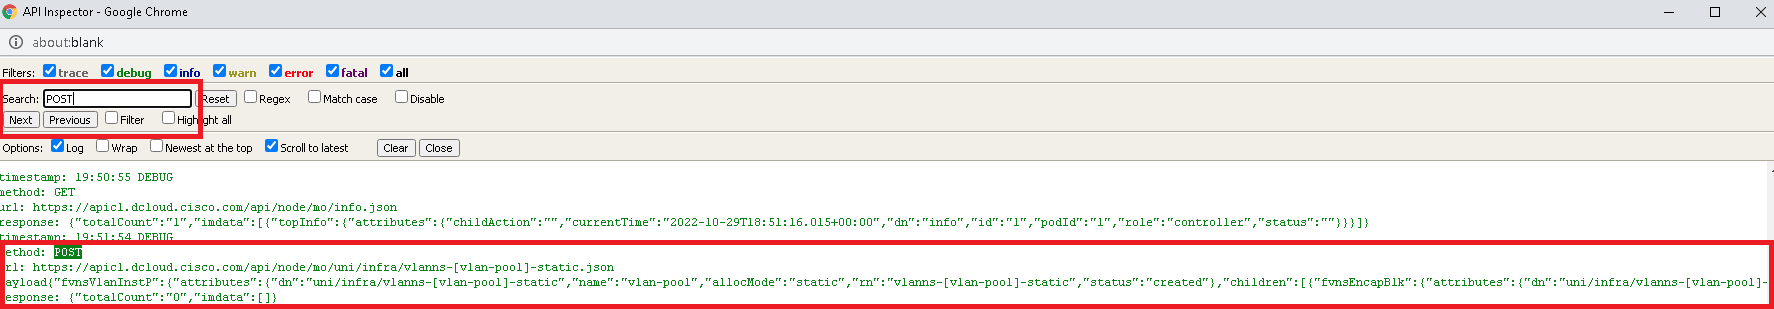 API Inspector - Google Chrome
about:blank
Filters: trace debug info warn error fatal all
Search: POST Reset Regex Match case Disable
Next Previous Filter Highlight all
Options: Log Wrap Newest at the top Scroll to latest Clear Close
timestamp: 19:50:55 DEBUG
method: GET
url: https://apic1.dcloud.cisco.com/api/node/mo/info.json
response: {"totalCount":"1","imdata":[{"topInfo":{"attributes":{"childAction":"","currentTime":"2022-10-29T18:51:16.015+00:00","dn":"info","id":"1","podId":"1","role":"controller","status":""}}}]}
timestamp: 19:51:54 DEBUG
method: POST
url: https://apic1.dcloud.cisco.com/api/node/mo/uni/infra/vlanns-[vlan-pool]-static.json
payload{"fvnsVlanInstP":{"attributes":{"dn":"uni/infra/vlanns-[vlan-pool]-static","name":"vlan-pool","allocMode":"static","rn":"vlanns-[vlan-pool]-static","status":"created"},"children":[{"fvnsEncapBlk":{"attributes":{"dn":"uni/infra/vlanns-[vlan-pool]-
response: {"totalCount":"0","imdata":[]}